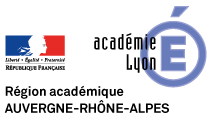 académie
Lyon
Liberté • Égalité • Fraternité
RÉPUBLIQUE FRANÇAISE
Région académique
AUVERGNE-RHÔNE-ALPES